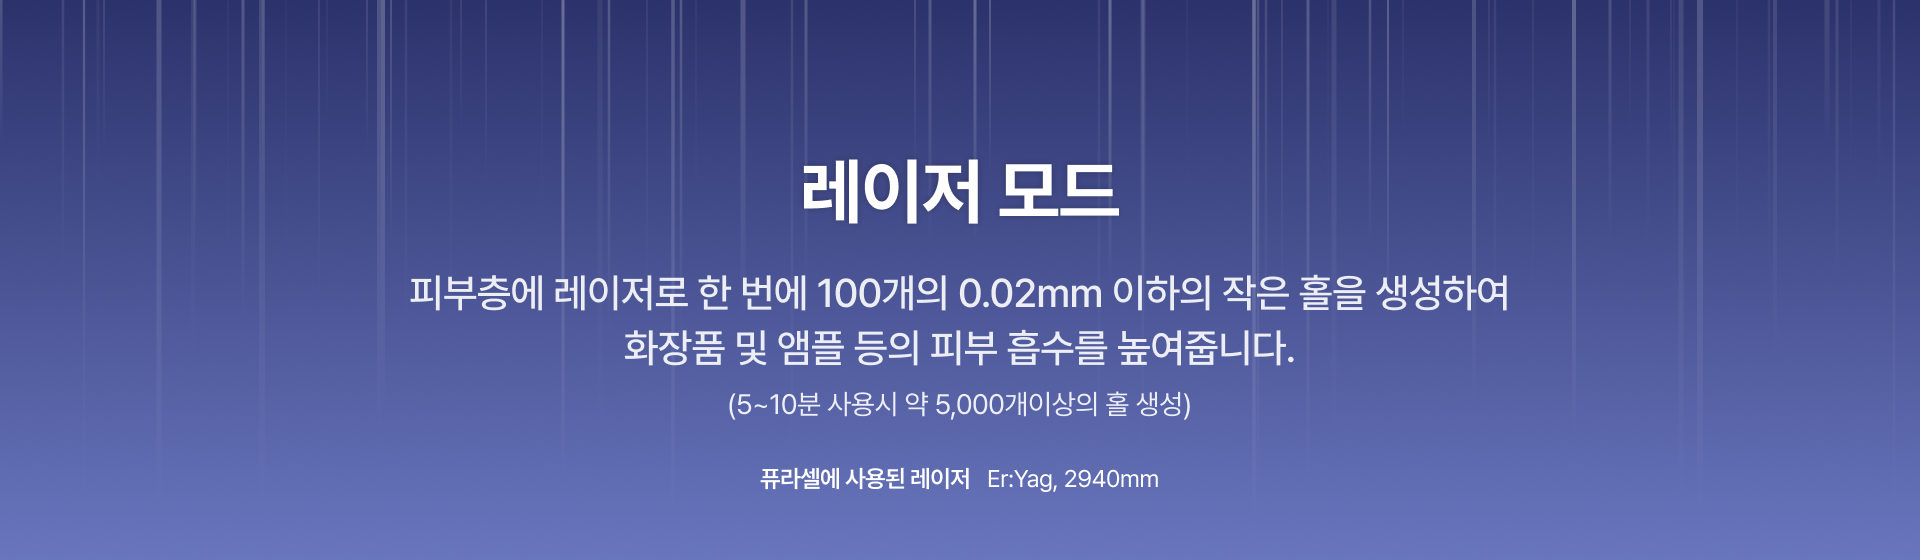 레이저 모드
피부층에 레이저로 한 번에 100개의 0.02mm 이하의 작은 홀을 생성하여
화장품 및 앰플 등의 피부 흡수를 높여줍니다.
(5~10분 사용시 약 5,000개이상의 홀 생성)
퓨라셀에 사용된 레이저 Er:Yag, 2940mm